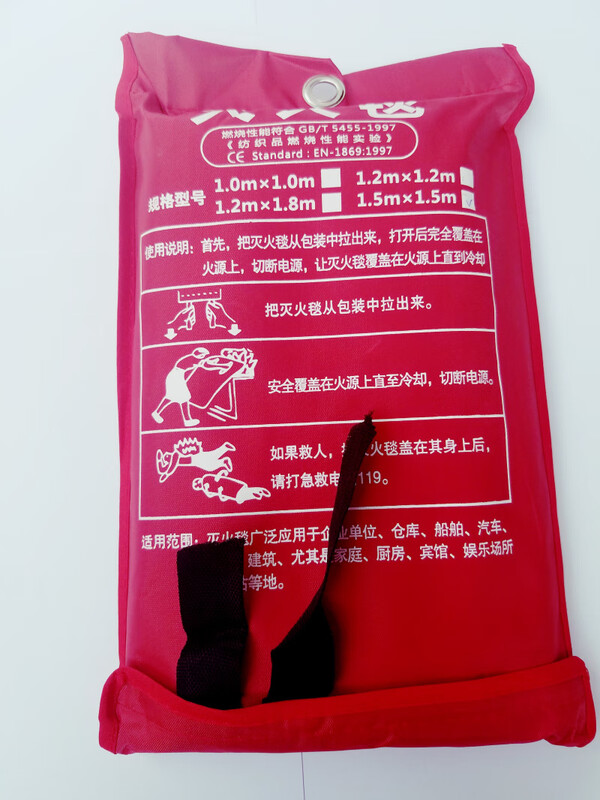 灭火毯
燃烧性能符合 GB/T 5455-1997
《纺织品燃烧性能实验》
CE Standard : EN-1869:1997
规格型号
1.0m×1.0m 1.2m×1.2m
1.2m×1.8m 1.5m×1.5m
使用说明：首先，把灭火毯从包装中拉出来，打开后完全覆盖在
火源上，切断电源，让灭火毯覆盖在火源上直到冷却
把灭火毯从包装中拉出来。
安全覆盖在火源上直至冷却，切断电源。
如果救人，火毯盖在其身上后，
请打急救电119。
适用范围：灭火毯广泛应用于企业单位、仓库、船舶、汽车、
建筑、尤其是家庭、厨房、宾馆、娱乐场所
等地。